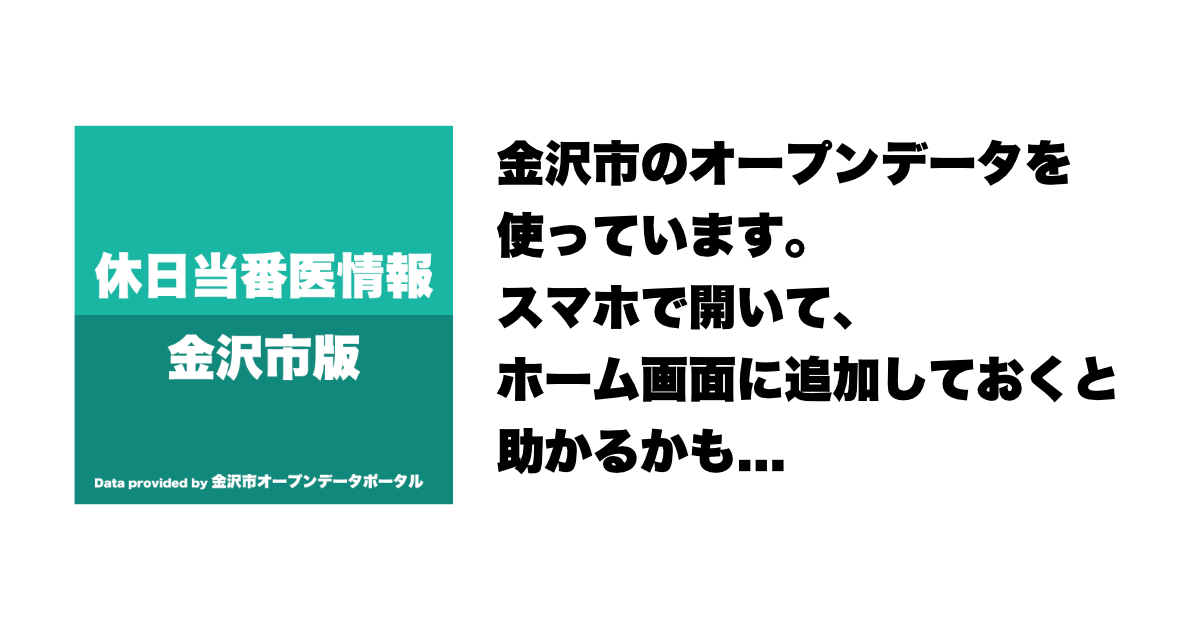 休日当番医情報
金沢市版
Data provided by 金沢市オープンデータポータル
金沢市のオープンデータを
使っています。
スマホで開いて、
ホーム画面に追加しておくと
助かるかも...